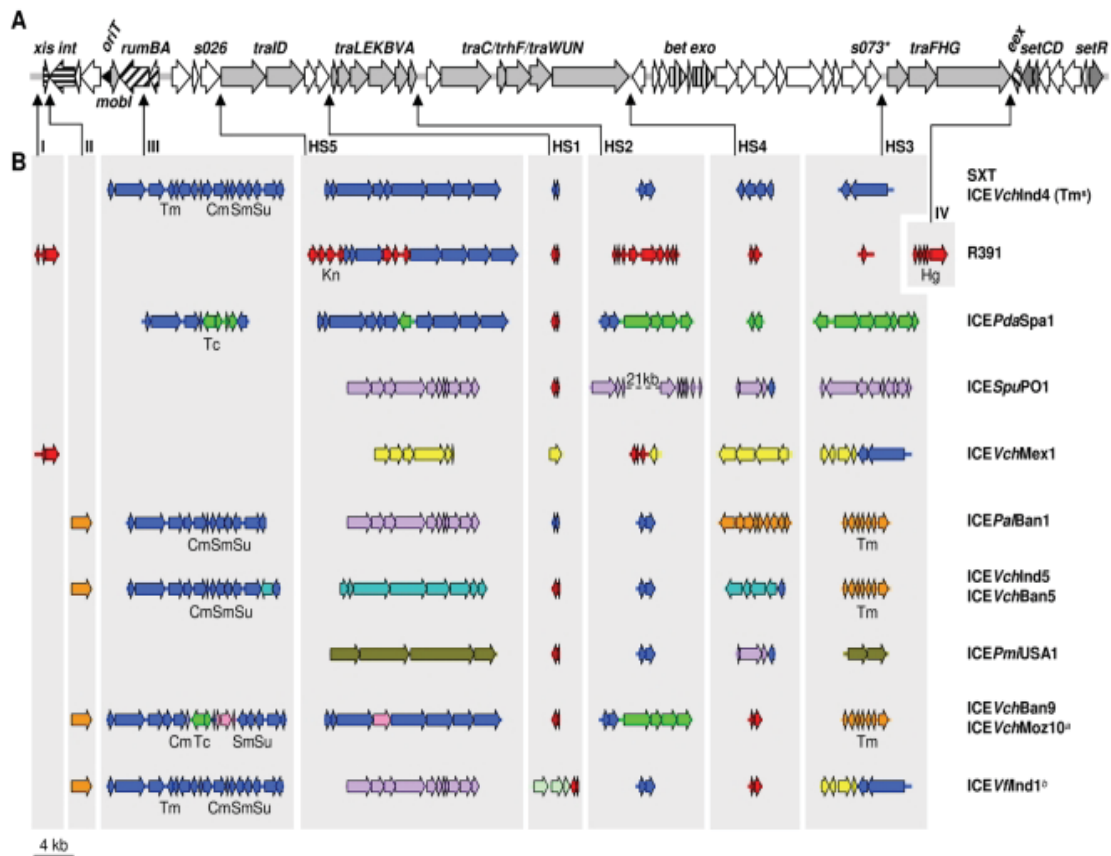 A
xis int oriT rumBA s026 traID traLEKBVA traC/trhF/traWUN bet exo s073* traFHG eex setCD setR
mobI
I II III HS5 HS1 HS2 HS4 HS3
B
SXT
Tm CmSmSu ICEVchInd4 (Tmˢ)
IV
R391
Kn Hg
ICEPdaSpa1
Tc
21kb ICESpuPO1
ICEVchMex1
ICEPalBan1
CmSmSu Tm
ICEVchInd5
ICEVchBan5
CmSmSu Tm
ICEPmiUSA1
ICEVchBan9
ICEVchMoz10ᵃ
CmTc SmSu Tm
ICEVflInd1ᵇ
Tm CmSmSu
4 kb